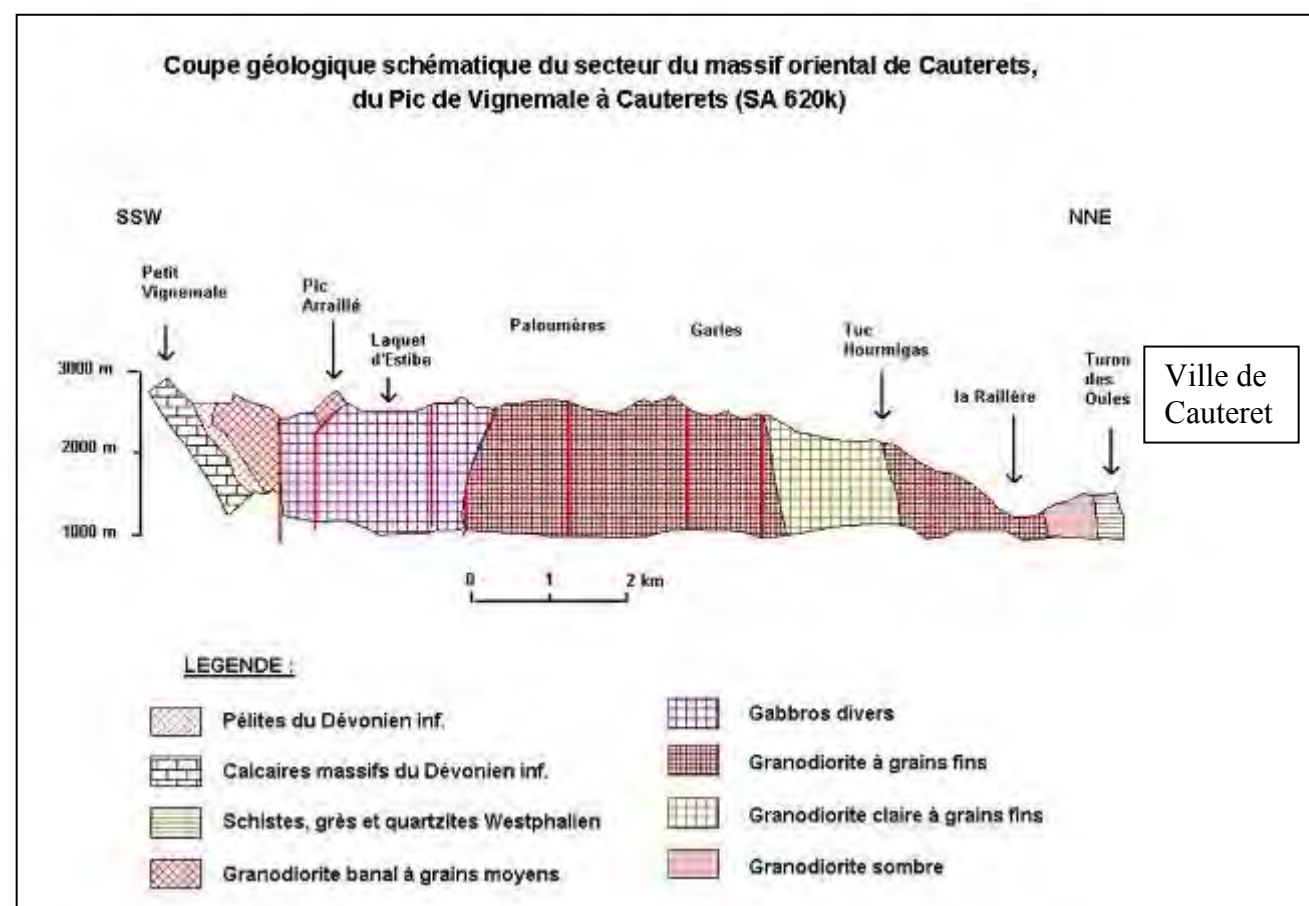 Coupe géologique schématique du secteur du massif oriental de Cauterets,
du Pic de Vignemale à Cauterets (SA 620k)
SSW
NNE
Petit
Vignemale
Pic
Arraillé
Laquet
d'Estibe
Paloumères
Garles
Tuc
Hourmigas
la Raillère
Turon
des
Oules
Ville de
Cauteret
3000 m
2000 m
1000 m
0 1 2 km
LEGENDE :
Pélites du Dévonien inf.
Calcaires massifs du Dévonien inf.
Schistes, grès et quartzites Westphalien
Granodiorite banal à grains moyens
Gabbros divers
Granodiorite à grains fins
Granodiorite claire à grains fins
Granodiorite sombre